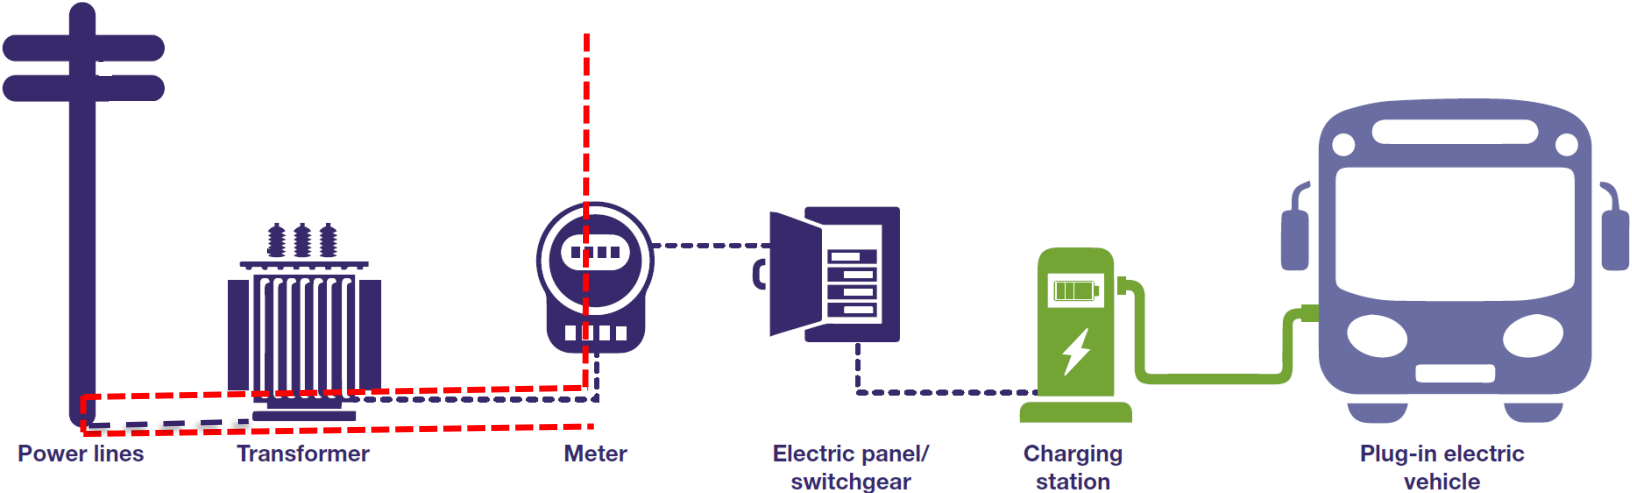 Power lines
Transformer
Meter
Electric panel/
switchgear
Charging
station
Plug-in electric
vehicle